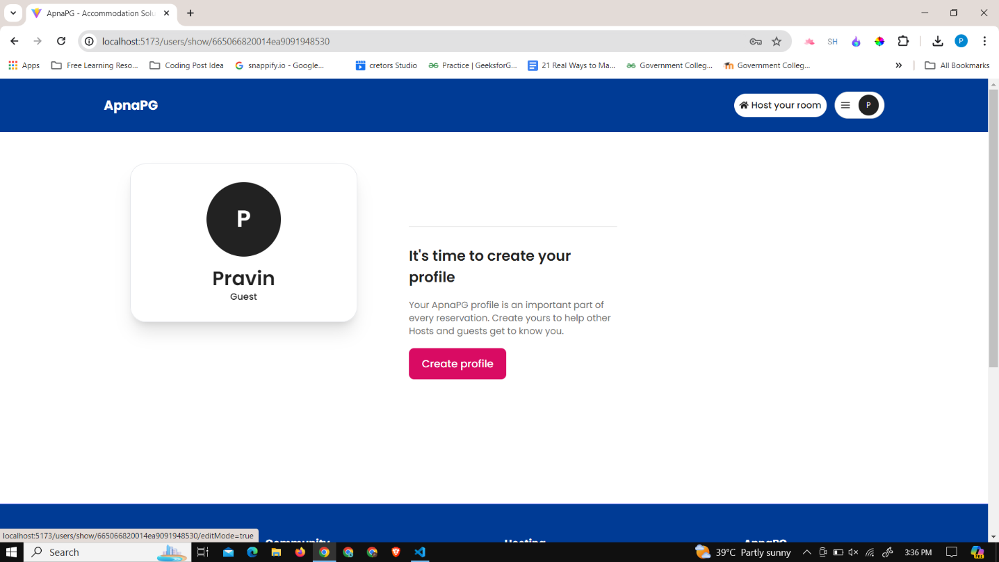 ApnaPG - Accommodation Solu
localhost:5173/users/show/665066820014ea9091948530
SH
P
Apps
Free Learning Reso...
Coding Post Idea
snappify.io - Google...
cretors Studio
Practice | GeeksforG...
21 Real Ways to Ma...
Government Colleg...
Government Colleg...
All Bookmarks
ApnaPG
Host your room
P
P
Pravin
Guest
It's time to create your
profile
Your ApnaPG profile is an important part of
every reservation. Create yours to help other
Hosts and guests get to know you.
Create profile
Community
Hosting
ApnaPG
localhost:5173/users/show/665066820014ea9091948530/editMode=true
Search
39°C Partly sunny
3:36 PM
PRE